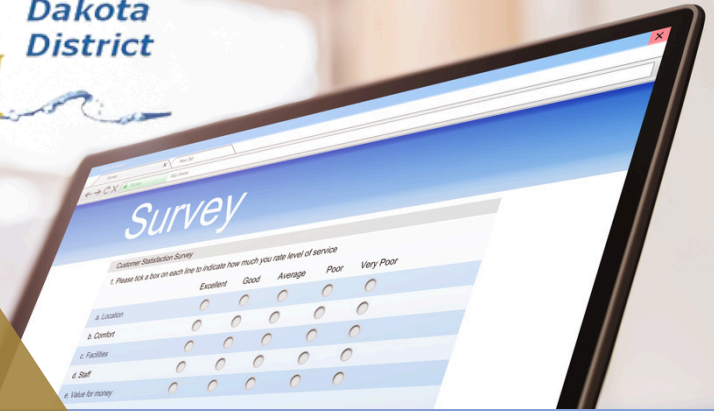 Dakota
District
Survey
Customer Statisfaction Survey
1. Please tick a box on each line to indicate how much you rate level of service
Excellent Good Average Poor Very Poor
a. Location
b. Comfort
c. Facilities
d. Staff
e. Value for money